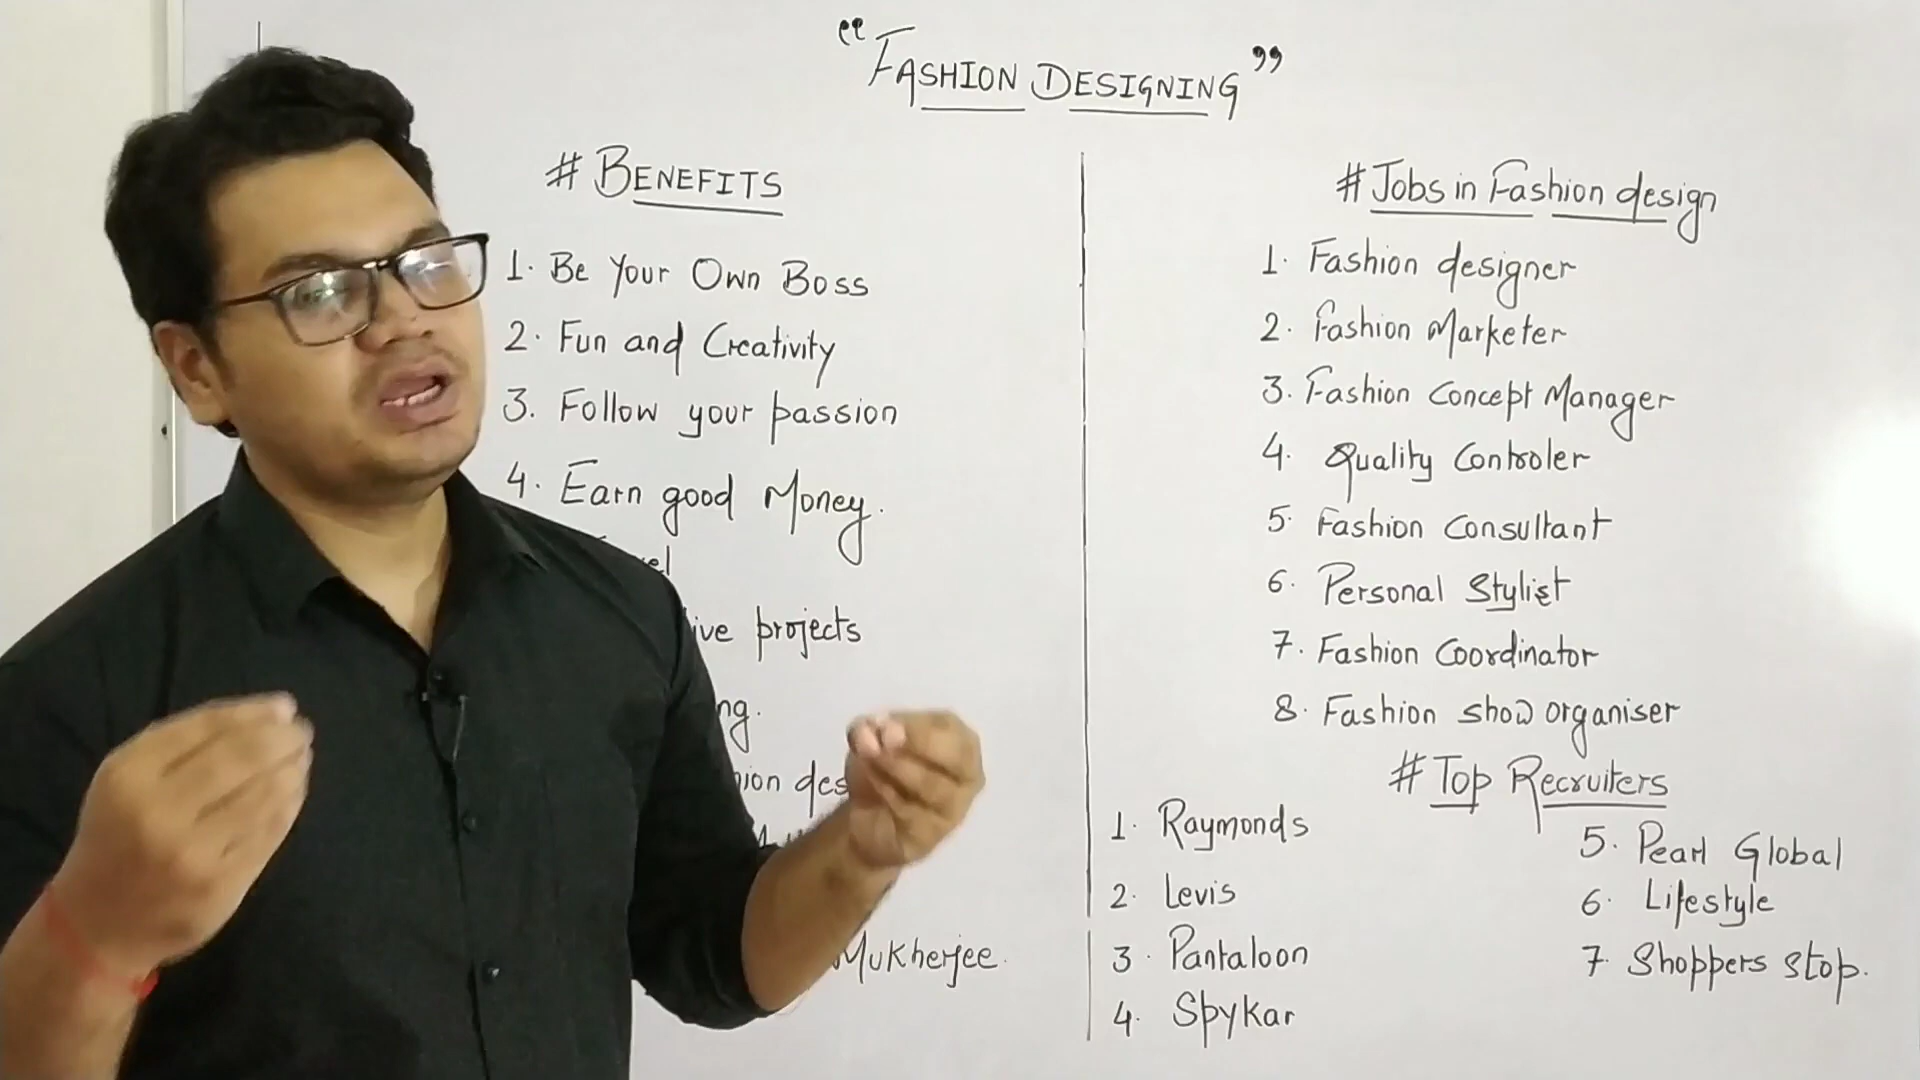 “FASHION DESIGNING”
# BENEFITS
1. Be Your Own Boss
2. Fun and Creativity
3. Follow your passion
4. Earn good Money.
projects
Mukherjee.
# Jobs in Fashion design
1. Fashion designer
2. Fashion Marketer
3. Fashion Concept Manager
4. Quality Controler
5. Fashion Consultant
6. Personal Stylist
7. Fashion Coordinator
8. Fashion show organiser
# Top Recruiters
1. Raymonds
2. Levis
3. Pantaloon
4. Spykar
5. Pearl Global
6. Lifestyle
7. Shoppers Stop.